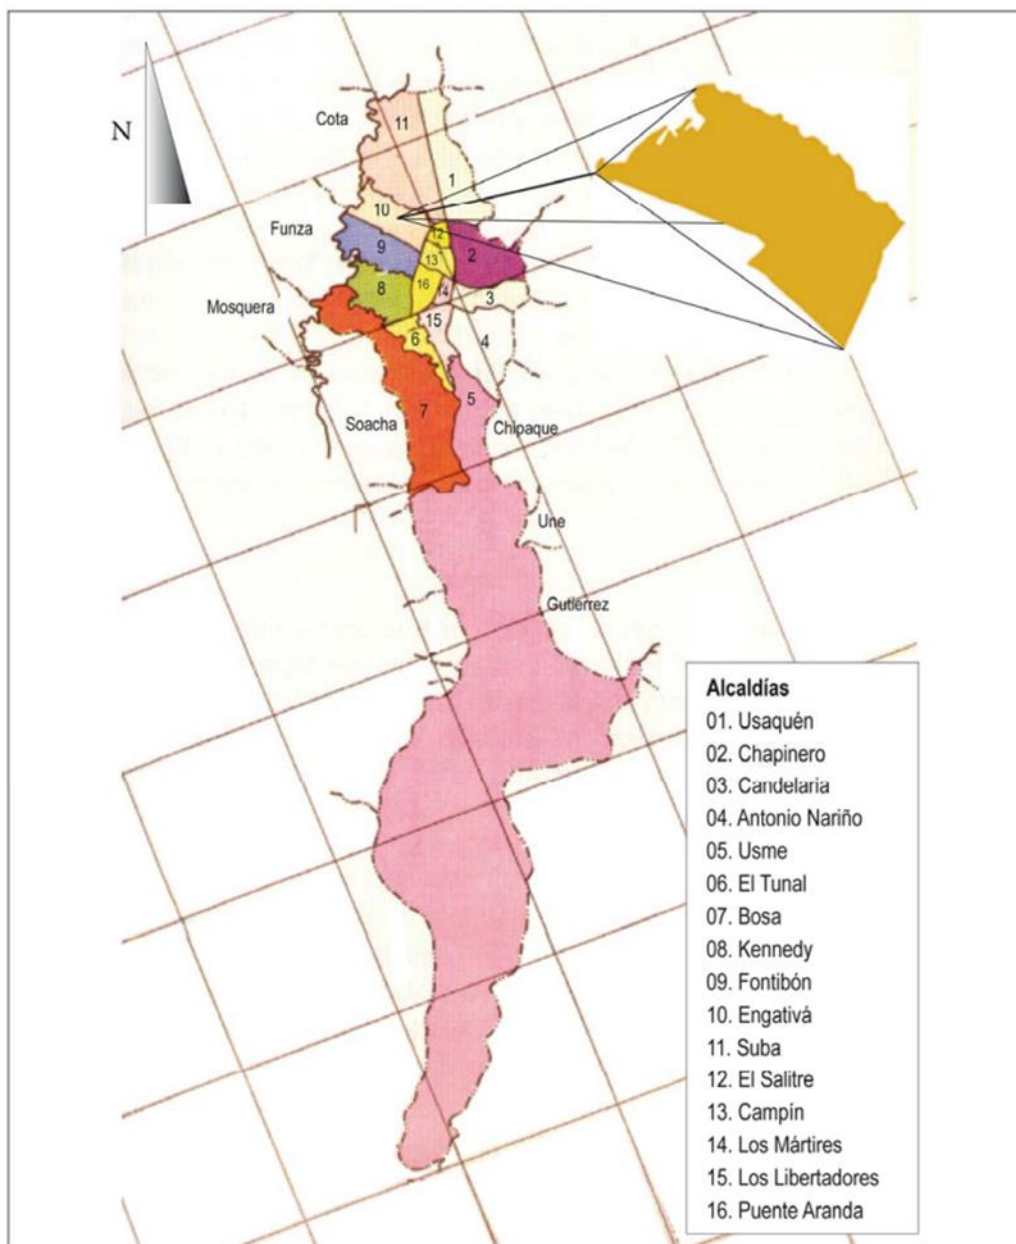 N
Cota
11
1
10
Funza
12
9
2
13
8
16
14
3
Mosquera
15
6
4
5
7
Soacha
Chipaque
Une
Gutiérrez
Alcaldías
01. Usaquén
02. Chapinero
03. Candelaria
04. Antonio Nariño
05. Usme
06. El Tunal
07. Bosa
08. Kennedy
09. Fontibón
10. Engativá
11. Suba
12. El Salitre
13. Campín
14. Los Mártires
15. Los Libertadores
16. Puente Aranda